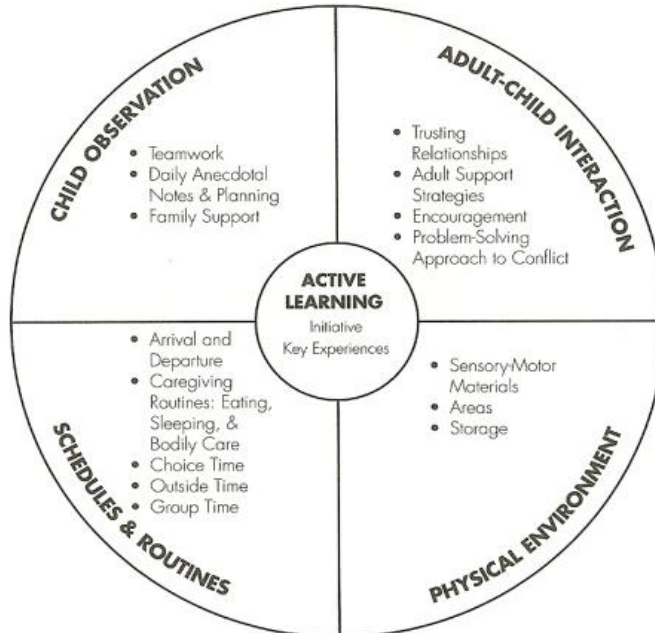 CHILD OBSERVATION
• Teamwork
• Daily Anecdotal
Notes & Planning
• Family Support
ADULT-CHILD INTERACTION
• Trusting
Relationships
• Adult Support
Strategies
• Encouragement
• Problem-Solving
Approach to Conflict
ACTIVE
LEARNING
Initiative
Key Experiences
• Arrival and
Departure
• Caregiving
Routines: Eating,
Sleeping, &
Bodily Care
• Choice Time
• Outside Time
• Group Time
SCHEDULES & ROUTINES
• Sensory-Motor
Materials
• Areas
• Storage
PHYSICAL ENVIRONMENT